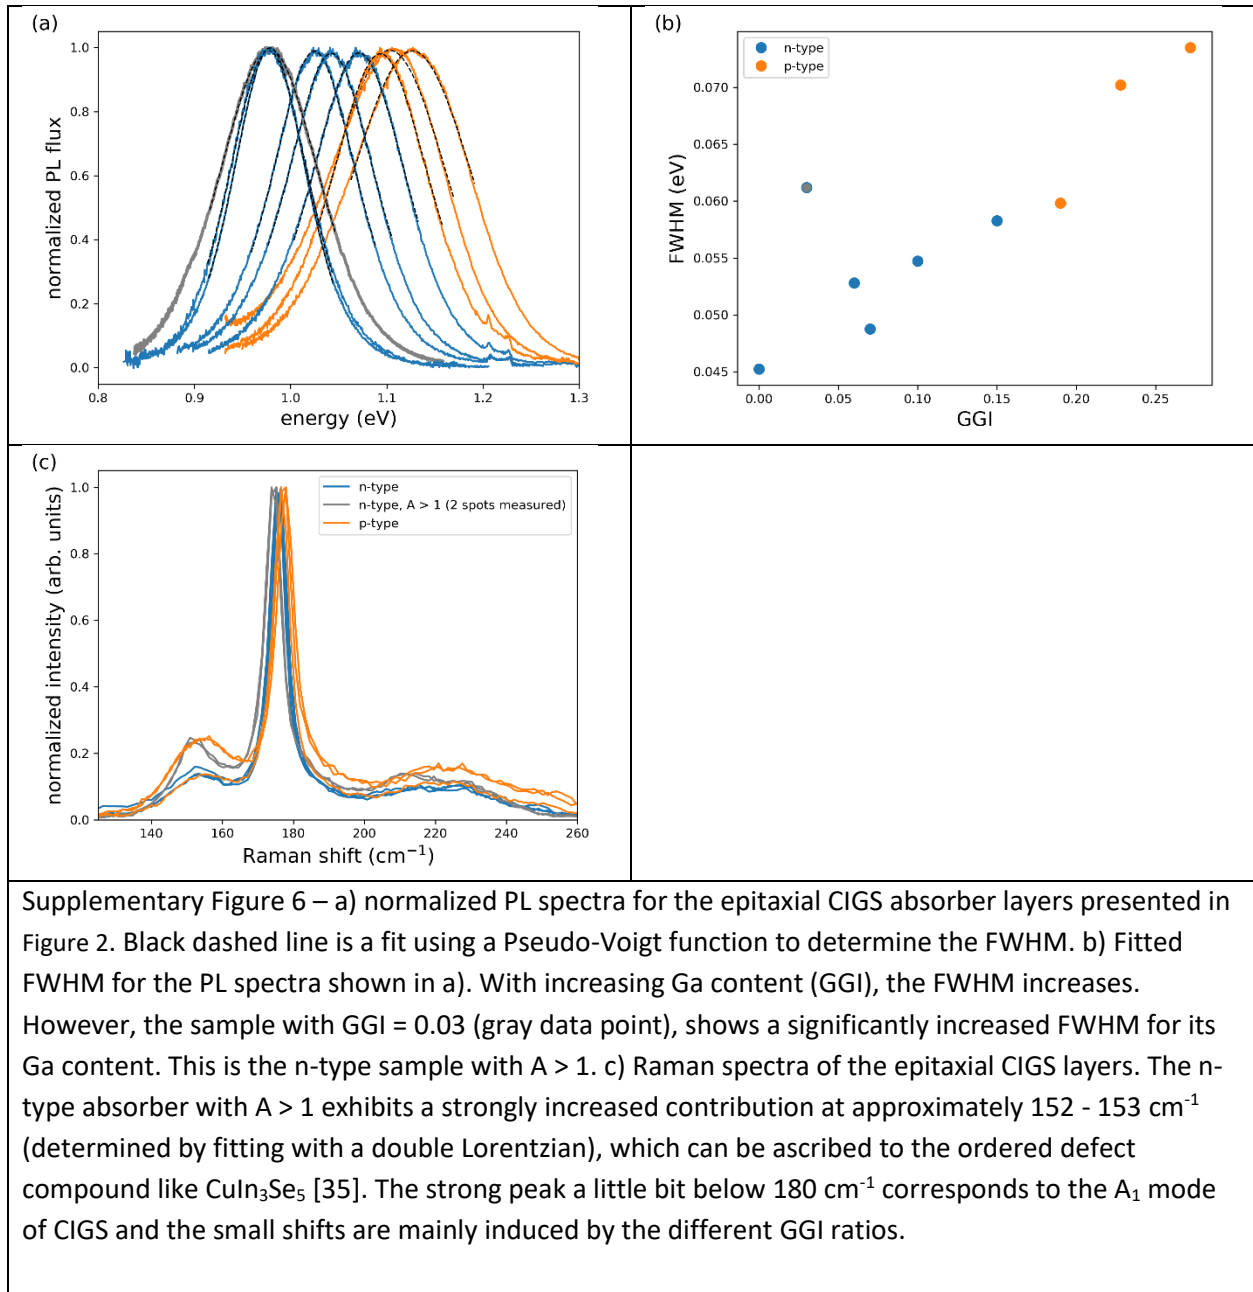 (a)
1.0
0.8
0.6
0.4
0.2
0.0
normalized PL flux
0.8
0.9
1.0
1.1
1.2
1.3
energy (eV)
(b)
n-type
p-type
0.070
0.065
0.060
0.055
0.050
0.045
FWHM (eV)
0.00
0.05
0.10
0.15
0.20
0.25
GGI
(c)
n-type
n-type, A > 1 (2 spots measured)
p-type
1.0
0.8
0.6
0.4
0.2
0.0
normalized intensity (arb. units)
140
160
180
200
220
240
260
Raman shift (cm⁻¹)
Supplementary Figure 6 – a) normalized PL spectra for the epitaxial CIGS absorber layers presented in
Figure 2. Black dashed line is a fit using a Pseudo-Voigt function to determine the FWHM. b) Fitted
FWHM for the PL spectra shown in a). With increasing Ga content (GGI), the FWHM increases.
However, the sample with GGI = 0.03 (gray data point), shows a significantly increased FWHM for its
Ga content. This is the n-type sample with A > 1. c) Raman spectra of the epitaxial CIGS layers. The n-
type absorber with A > 1 exhibits a strongly increased contribution at approximately 152 - 153 cm⁻¹
(determined by fitting with a double Lorentzian), which can be ascribed to the ordered defect
compound like CuIn₃Se₅ [35]. The strong peak a little bit below 180 cm⁻¹ corresponds to the A₁ mode
of CIGS and the small shifts are mainly induced by the different GGI ratios.